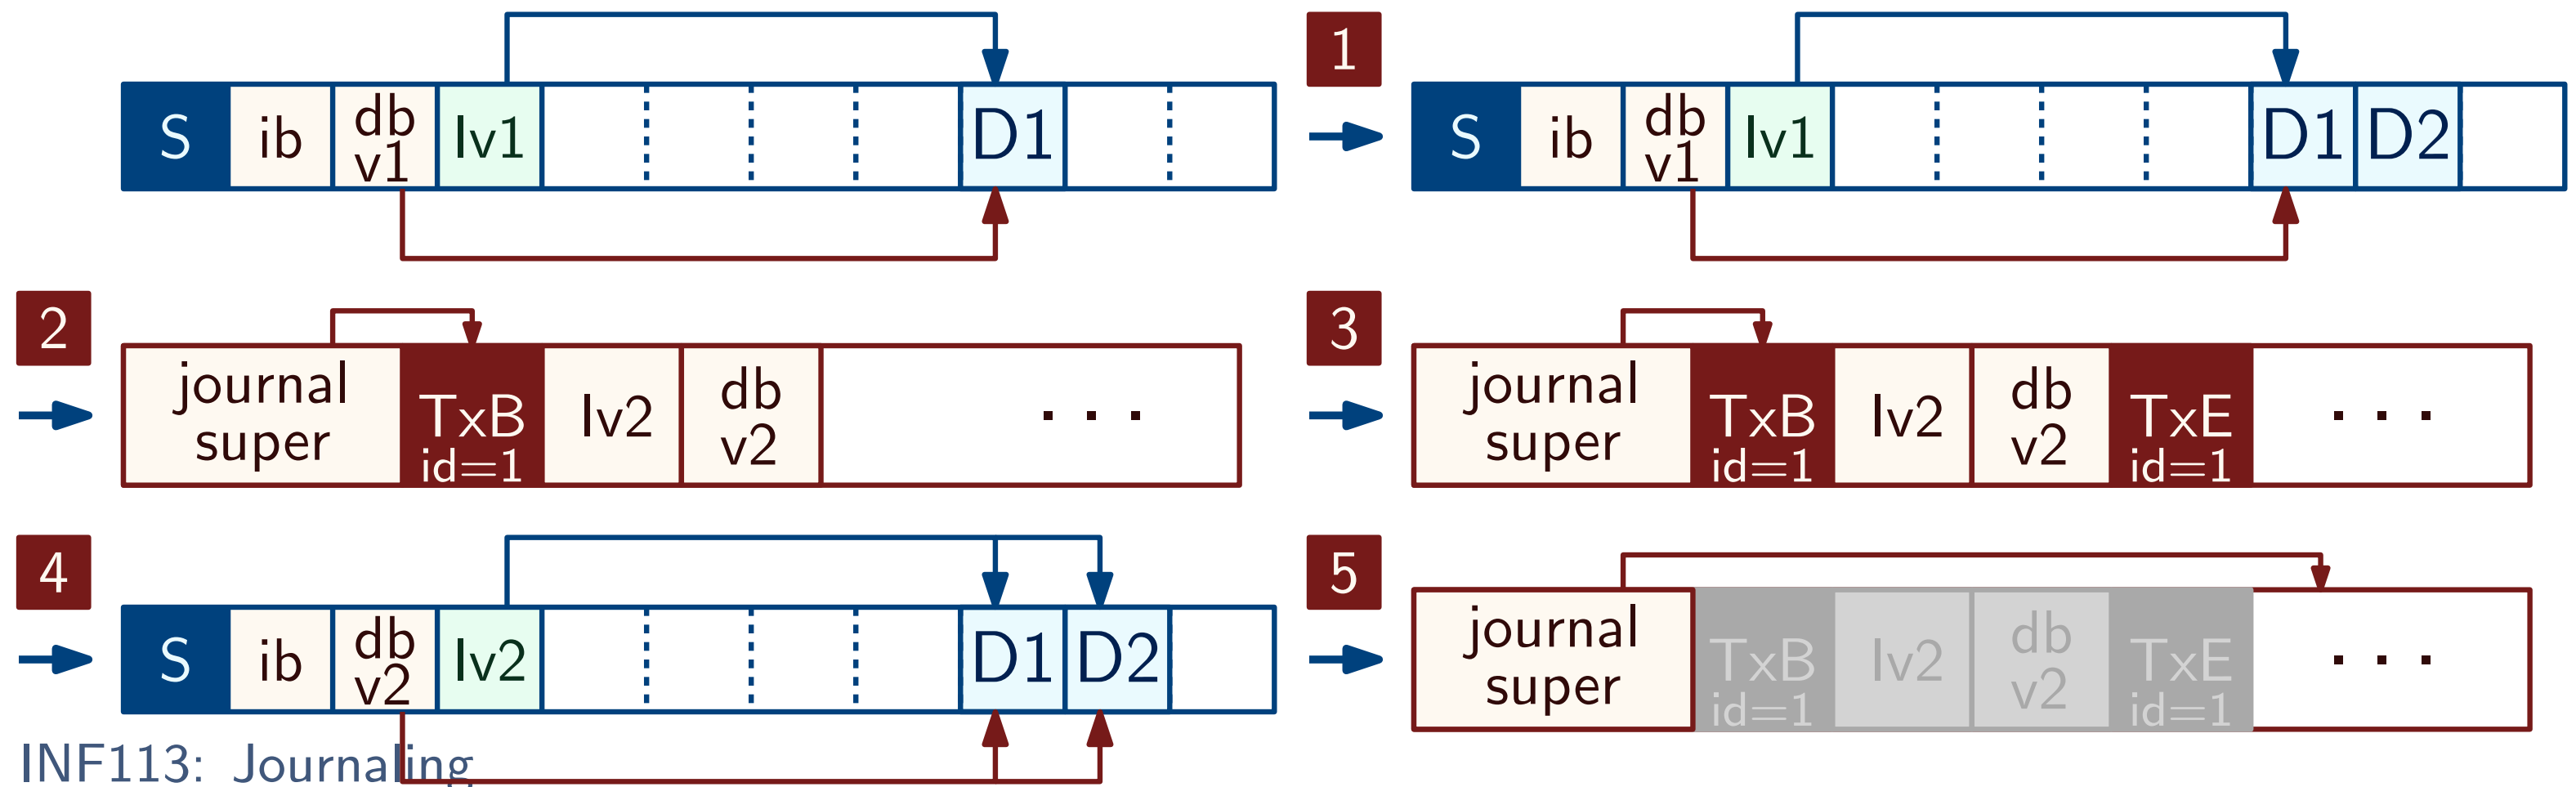 1
S ib db v1 Iv1 D1
S ib db v1 Iv1 D1 D2
2
journal super TxB id=1 Iv2 db v2 . . .
3
journal super TxB id=1 Iv2 db v2 TxE id=1 . . .
4
S ib db v2 Iv2 D1 D2
5
journal super TxB id=1 Iv2 db v2 TxE id=1 . . .
INF113: Journaling